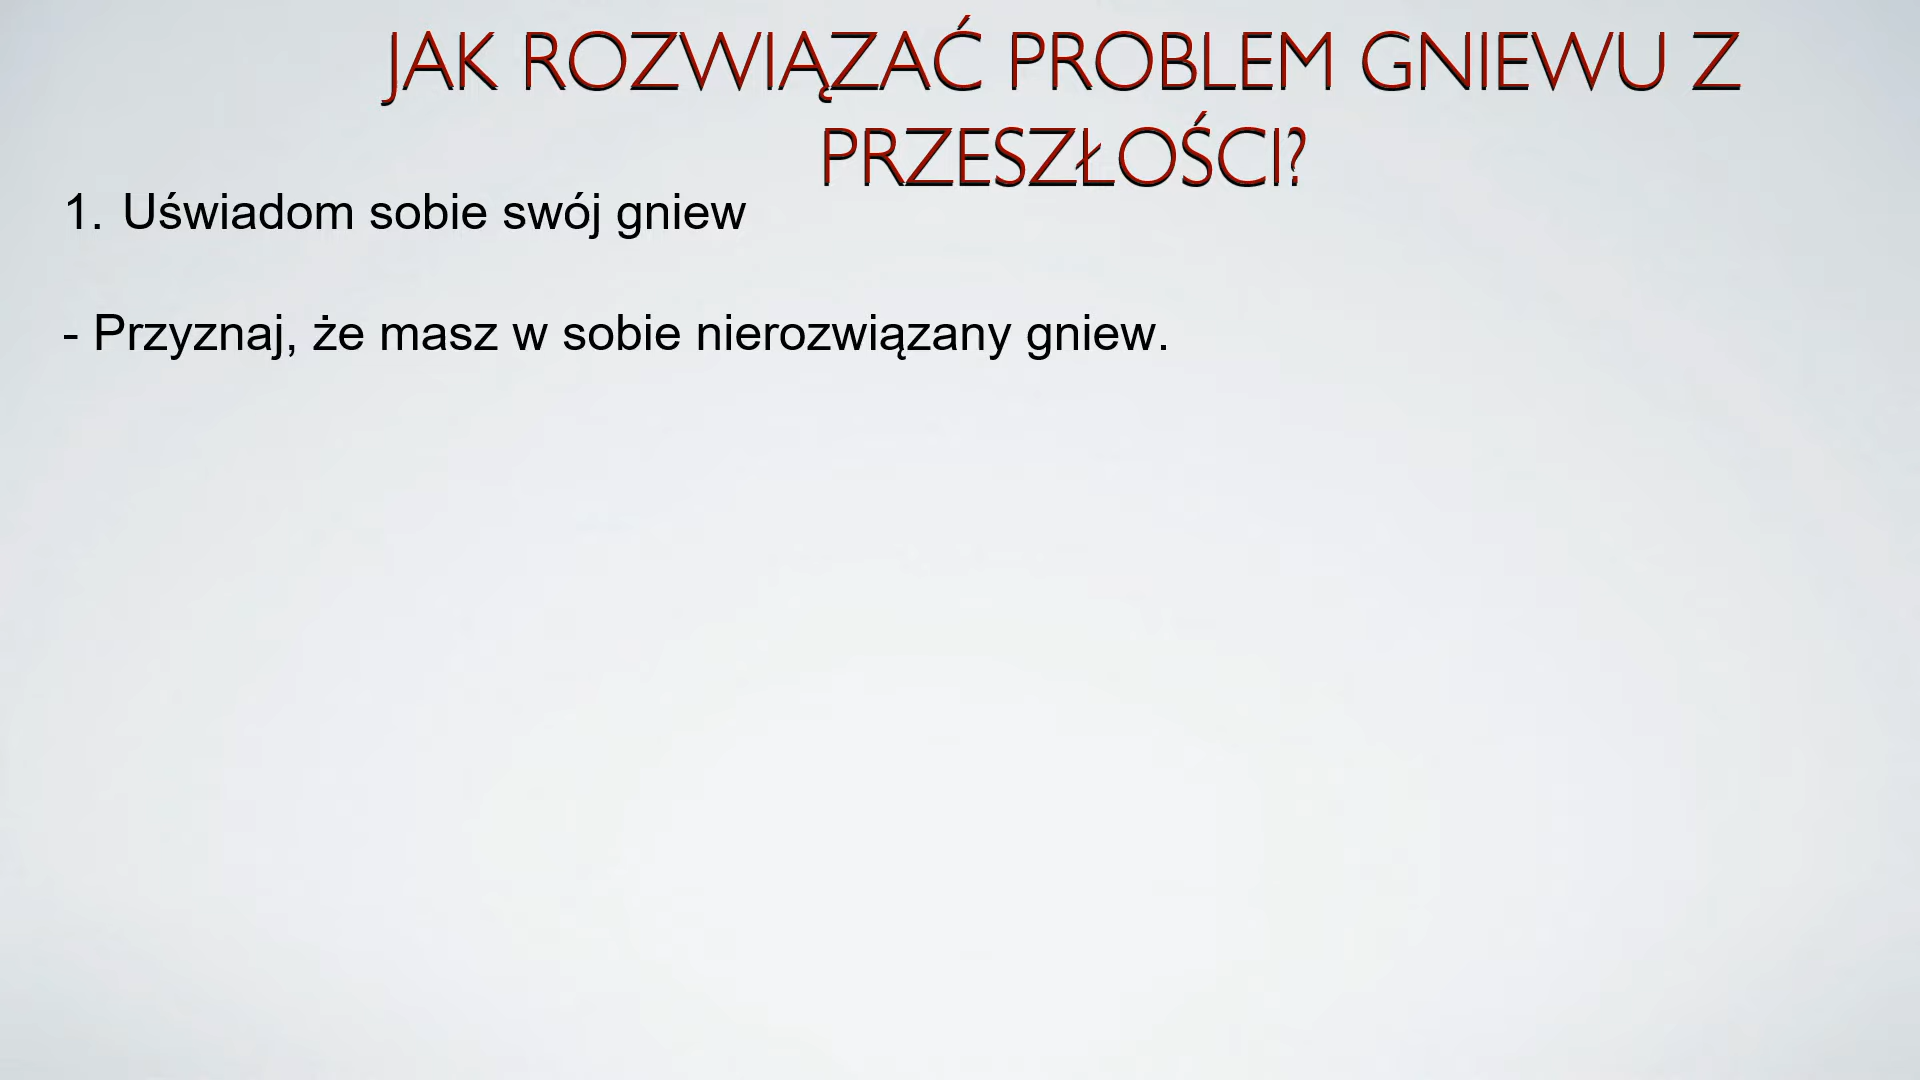 JAK ROZWIĄZAĆ PROBLEM GNIEWU Z
PRZESZŁOŚCI?
1. Uświadom sobie swój gniew
- Przyznaj, że masz w sobie nierozwiązany gniew.